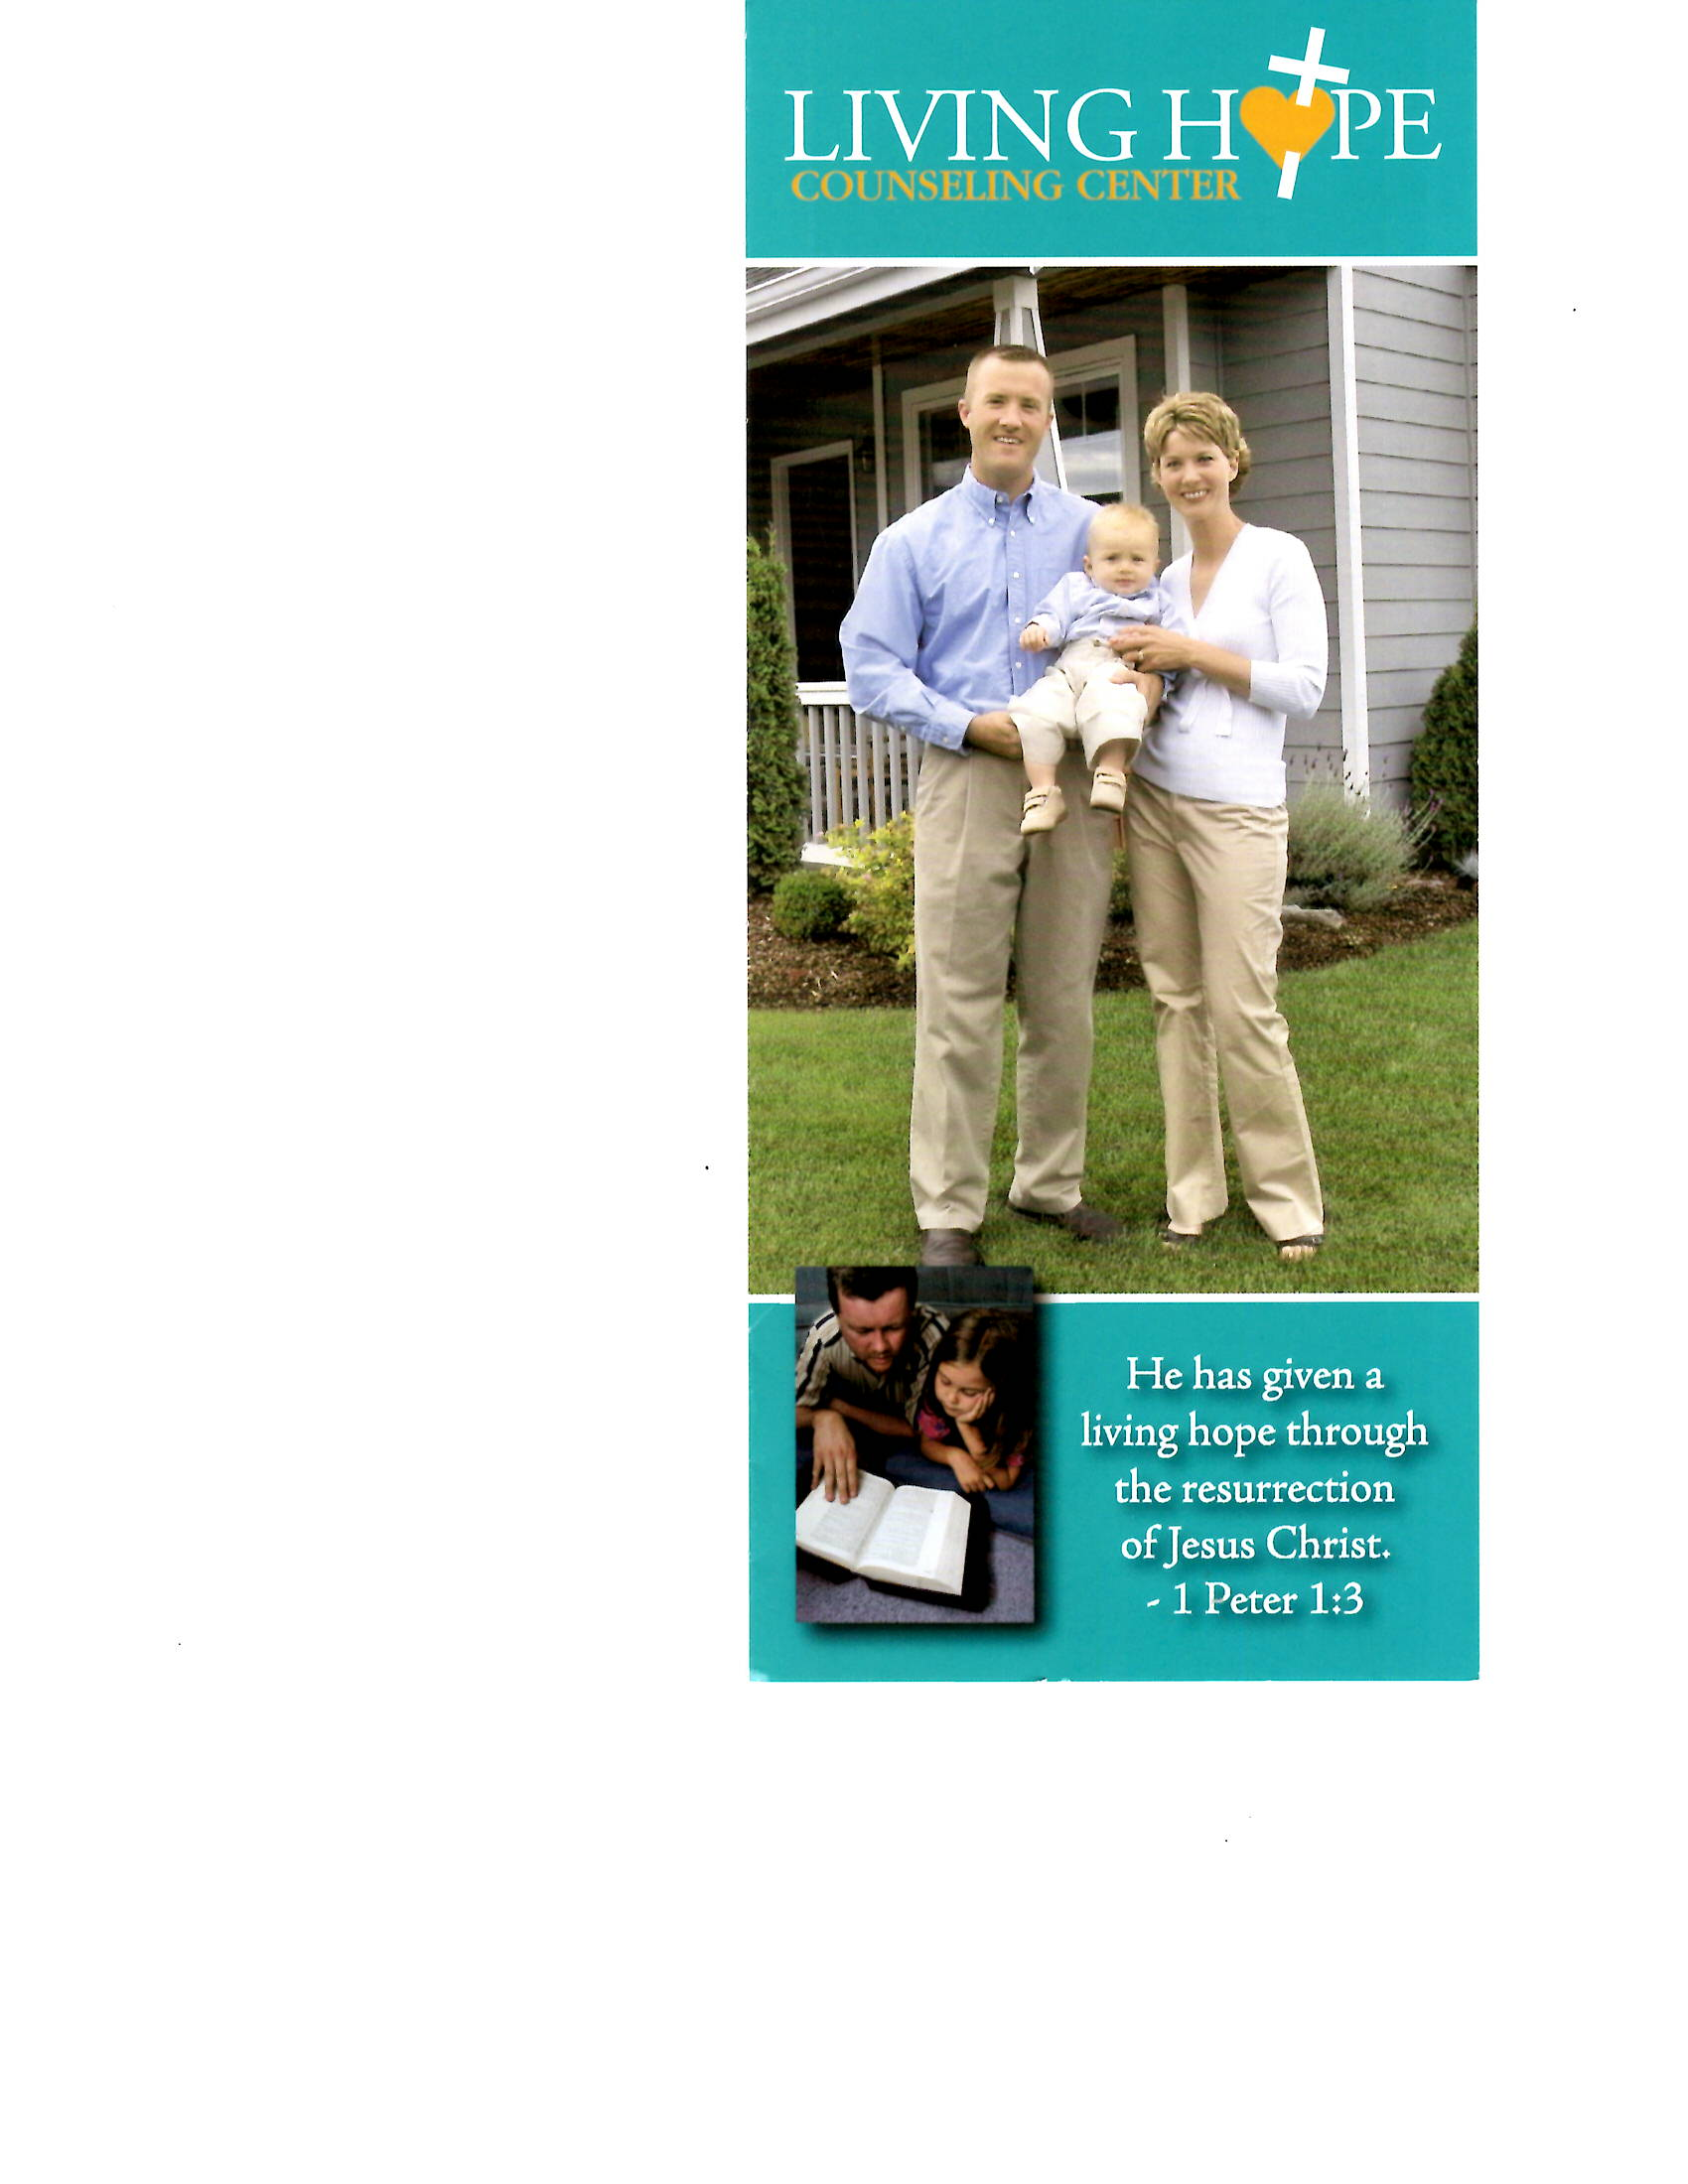 LIVING HOPE
COUNSELING CENTER
He has given a
living hope through
the resurrection
of Jesus Christ.
- 1 Peter 1:3